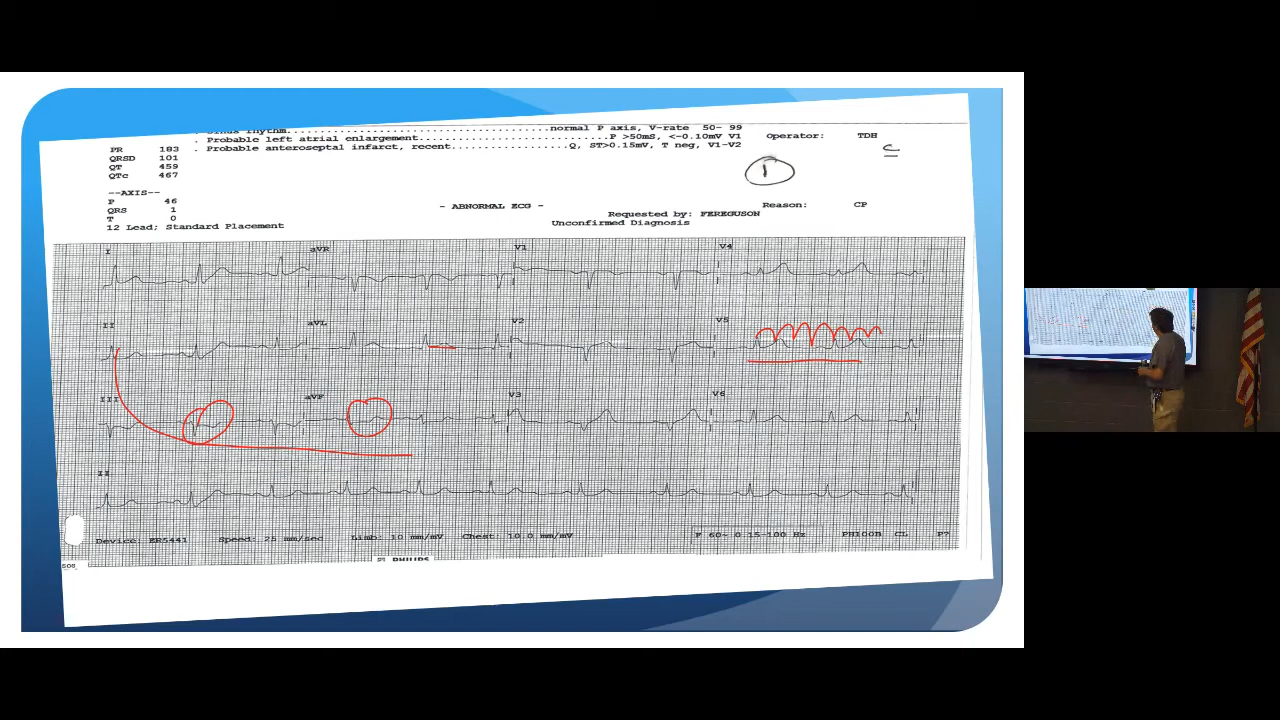 rhythm.......................................................normal P axis, V-rate 50- 99
. Probable left atrial enlargement.......................................P >50mS, <-0.10mV V1
. Probable anteroseptal infarct, recent.................Q, ST>0.15mV, T neg, V1-V2
Operator: TDH
PR 183
QRSD 101
QT 459
QTc 467
--AXIS--
P 46
QRS 1
T 0
12 Lead; Standard Placement
- ABNORMAL ECG -
Reason: CP
Requested by: FEREGUSON
Unconfirmed Diagnosis
I aVR V1 V4
II aVL V2 V5
III aVF V3 V6
II
Device: ER5441 Speed: 25 mm/sec Limb: 10 mm/mV Chest: 10.0 mm/mV F 60~ 0.15-100 Hz PH100B CL P?
PHILIPS